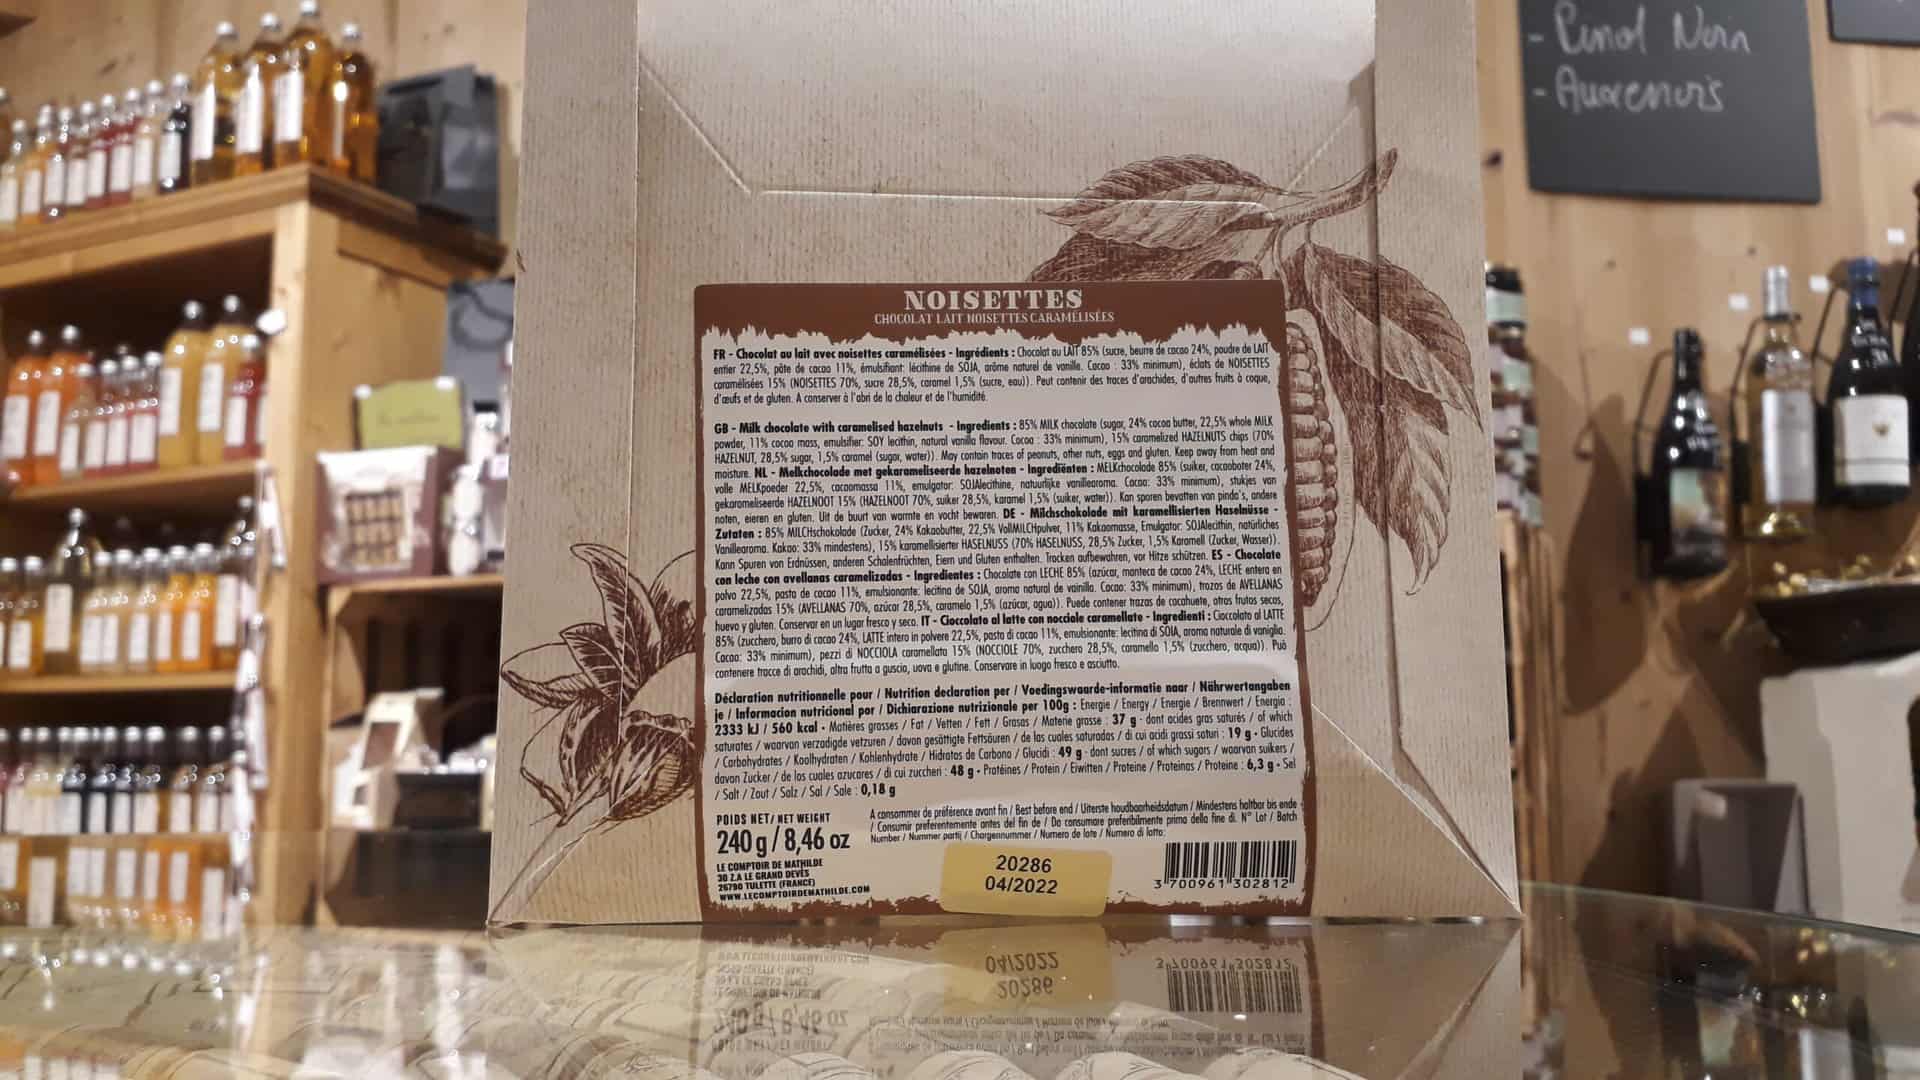 - Pinot Noir
- Auxerrois
NOISETTES
CHOCOLAT LAIT NOISETTES CARAMÉLISÉES
FR - Chocolat au lait avec noisettes caramélisées - Ingrédients : Chocolat au LAIT 85% (sucre, beurre de cacao 24%, poudre de LAIT
entier 22,5%, pâte de cacao 11%, émulsifiant: lécithine de SOJA, arôme naturel de vanille. Cacao : 33% minimum), éclats de NOISETTES
caramélisées 15% (NOISETTES 70%, sucre 28,5%, caramel 1,5% (sucre, eau)). Peut contenir des traces d'arachides, d'autres fruits à coque,
d'œufs et de gluten. A conserver à l'abri de la chaleur et de l'humidité.
GB - Milk chocolate with caramelised hazelnuts - Ingredients : 85% MILK chocolate (sugar, 24% cocoa butter, 22,5% whole MILK
powder, 11% cocoa mass, emulsifier: SOY lecithin, natural vanilla flavour. Cocoa : 33% minimum), 15% caramelized HAZELNUTS chips (70%
HAZELNUT, 28,5% sugar, 1,5% caramel (sugar, water)). May contain traces of peanuts, other nuts, eggs and gluten. Keep away from heat and
moisture. NL - Melkchocolade met gekarameliseerde hazelnoten - Ingrediënten : MELKchocolade 85% (suiker, cacaoboter 24%,
volle MELKpoeder 22,5%, cacaomassa 11%, emulgator: SOJAlecithine, natuurlijke vanillearoma. Cacao: 33% minimum), stukjes van
gekarameliseerde HAZELNOOT 15% (HAZELNOOT 70%, suiker 28,5%, karamel 1,5% (suiker, water)). Kan sporen bevatten van pinda's, andere
noten, eieren en gluten. Uit de buurt van warmte en vocht bewaren. DE - Milchschokolade mit karamellisierten Haselnüsse -
Zutaten : 85% MILCHschokolade (Zucker, 24% Kakaobutter, 22,5% VollMILCHpulver, 11% Kakaomasse, Emulgator: SOJAlecithin, natürliches
Vanillearoma. Kakao: 33% mindestens), 15% karamellisierter HASELNUSS (70% HASELNUSS, 28,5% Zucker, 1,5% Karamell (Zucker, Wasser)).
Kann Spuren von Erdnüssen, anderen Schalenfrüchten, Eiern und Gluten enthalten. Trocken aufbewahren, vor Hitze schützen. ES - Chocolate
con leche con avellanas caramelizadas - Ingredientes : Chocolate con LECHE 85% (azúcar, manteca de cacao 24%, LECHE entera en
polvo 22,5%, pasta de cacao 11%, emulsionante: lecitina de SOJA, aroma natural de vainilla. Cacao: 33% minimum), trozos de AVELLANAS
caramelizadas 15% (AVELLANAS 70%, azúcar 28,5%, caramelo 1,5% (azúcar, agua)). Puede contener trazas de cacahuete, otros frutos secos,
huevo y gluten. Conservar en un lugar fresco y seco. IT - Cioccolato al latte con nocciole caramellate - Ingredienti : Cioccolato al LATTE
85% (zucchero, burro di cacao 24%, LATTE intero in polvere 22,5%, pasta di cacao 11%, emulsionante: lecitina di SOIA, aroma naturale di vaniglia.
Cacao: 33% minimum), pezzi di NOCCIOLA caramellata 15% (NOCCIOLE 70%, zucchero 28,5%, caramello 1,5% (zucchero, acqua)). Può
contenere tracce di arachidi, altra frutta a guscio, uova e glutine. Conservare in luogo fresco e asciutto.
Déclaration nutritionnelle pour / Nutrition declaration per / Voedingswaarde-informatie naar / Nährwertangaben
je / Informacion nutricional por / Dichiarazione nutrizionale per 100g : Energie / Energy / Energie / Brennwert / Energia :
2333 kJ / 560 kcal - Matières grasses / Fat / Vetten / Fett / Grasas / Materie grasse : 37 g - dont acides gras saturés / of which
saturates / waarvan verzadigde vetzuren / davon gesättigte Fettsäuren / de las cuales saturadas / di cui acidi grassi saturi : 19 g - Glucides
/ Carbohydrates / Koolhydraten / Kohlenhydrate / Hidratos de Carbono / Glucidi : 49 g - dont sucres / of which sugars / waarvan suikers /
davon Zucker / de los cuales azucares / di cui zuccheri : 48 g - Protéines / Protein / Eiwitten / Proteine / Proteinas / Proteine : 6,3 g - Sel
/ Salt / Zout / Salz / Sal / Sale : 0,18 g
POIDS NET/ NET WEIGHT
240 g / 8,46 oz
LE COMPTOIR DE MATHILDE
30 Z.A LE GRAND DEVÈS
26790 TULETTE (FRANCE)
WWW.LECOMPTOIRDEMATHILDE.COM
A consommer de préférence avant fin / Best before end / Uiterste houdbaarheidsdatum / Mindestens haltbar bis ende
/ Consumir preferentemente antes del fin de / Da consumare preferibilmente prima della fine di. N° Lot / Batch
Number / Nummer partij / Chargennummer / Numero de lote / Numero di lotto:
20286
04/2022
3 700961 302812